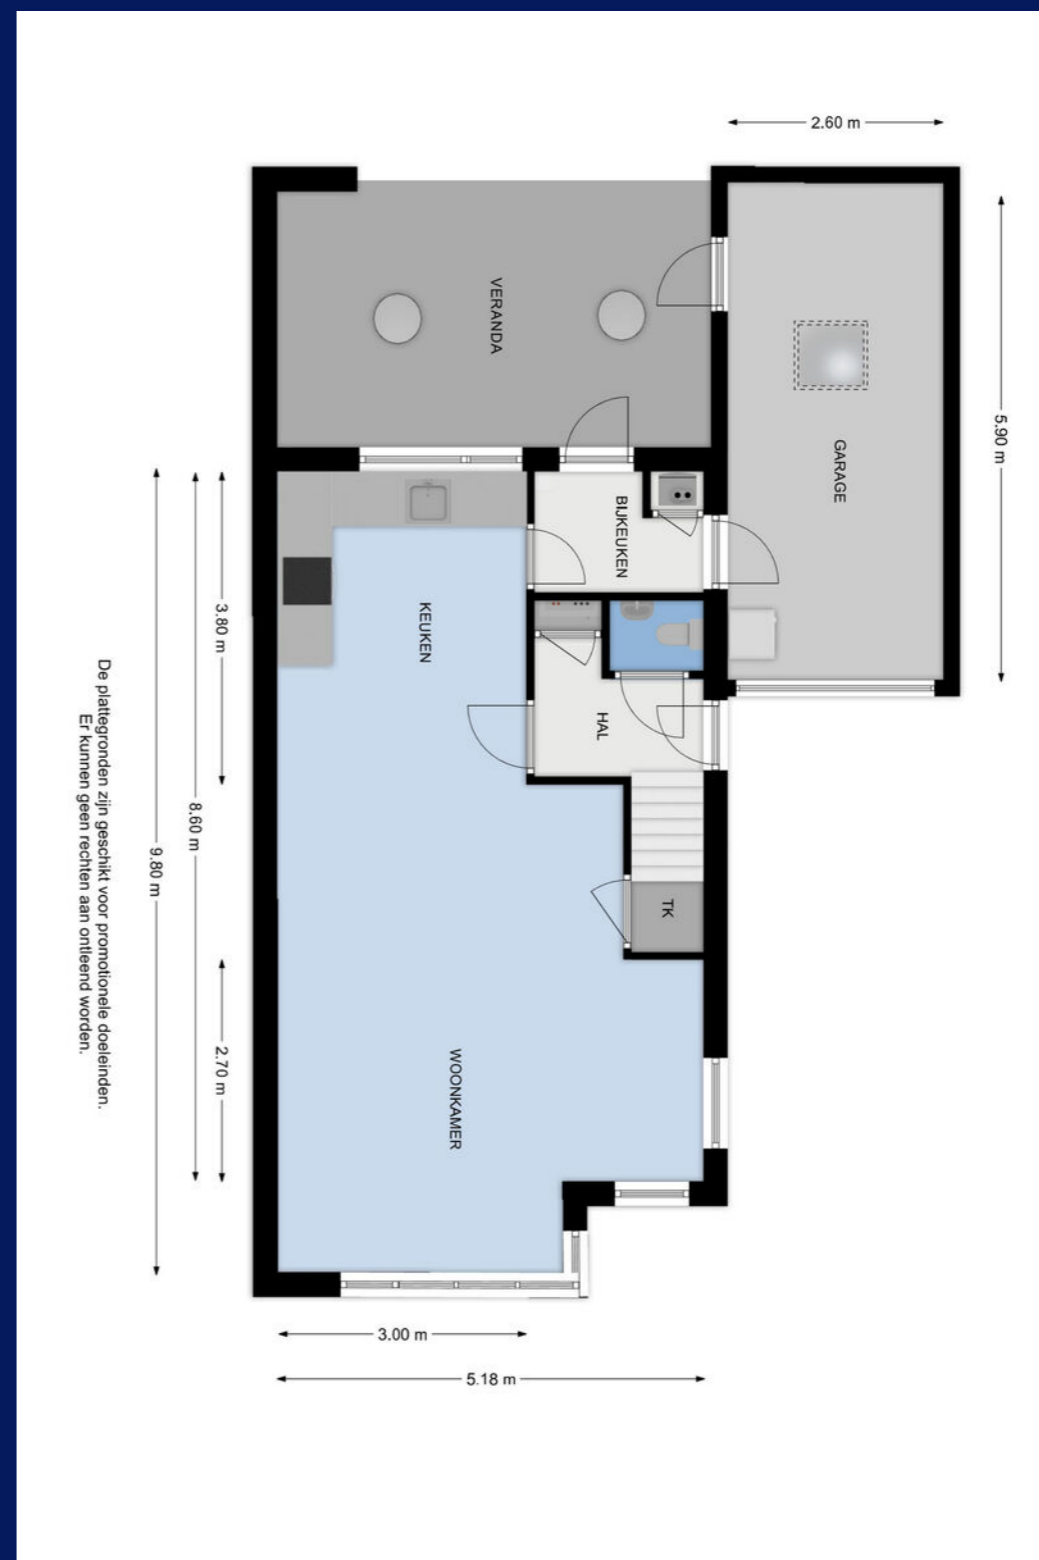 2.60 m
VERANDA
GARAGE
5.90 m
BIJKEUKEN
KEUKEN
3.80 m
HAL
8.60 m
9.80 m
TK
2.70 m
WOONKAMER
3.00 m
5.18 m
De plattegronden zijn geschikt voor promotionele doeleinden.
Er kunnen geen rechten aan ontleend worden.